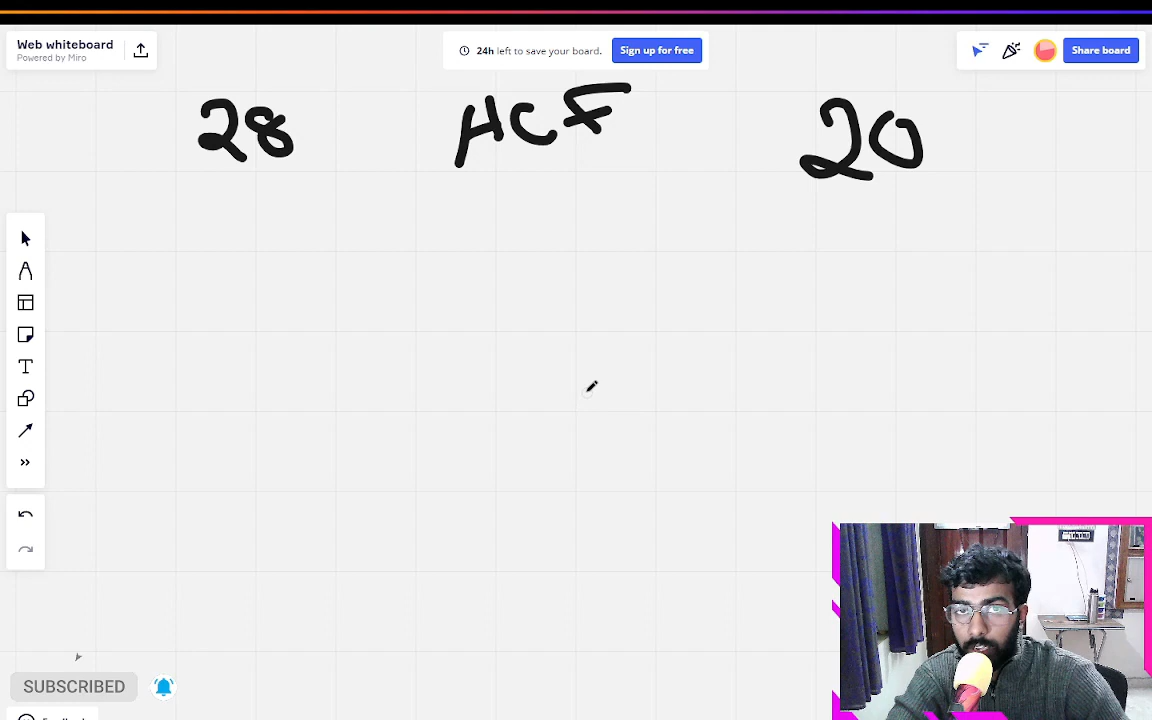 Web whiteboard
Powered by Miro
24h left to save your board.
Sign up for free
Share board
28 HCF 20
SUBSCRIBED